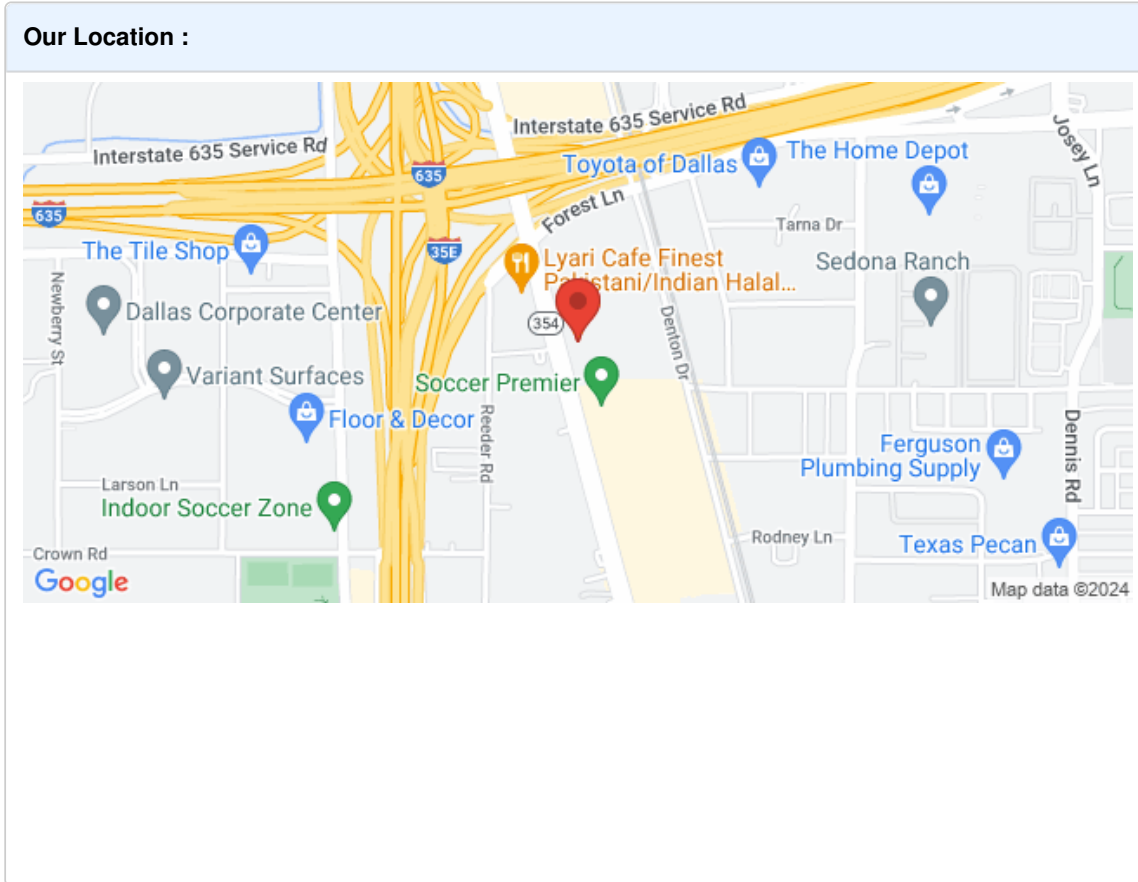 Our Location :
Interstate 635 Service Rd
Interstate 635 Service Rd
Josey Ln
635
Toyota of Dallas
The Home Depot
635
Forest Ln
Tarna Dr
The Tile Shop
35E
Lyari Cafe Finest
Pakistani/Indian Halal...
Sedona Ranch
Newberry St
Dallas Corporate Center
354
Denton Dr
Variant Surfaces
Soccer Premier
Floor & Decor
Reeder Rd
Dennis Rd
Ferguson
Plumbing Supply
Larson Ln
Indoor Soccer Zone
Rodney Ln
Texas Pecan
Crown Rd
Google
Map data ©2024